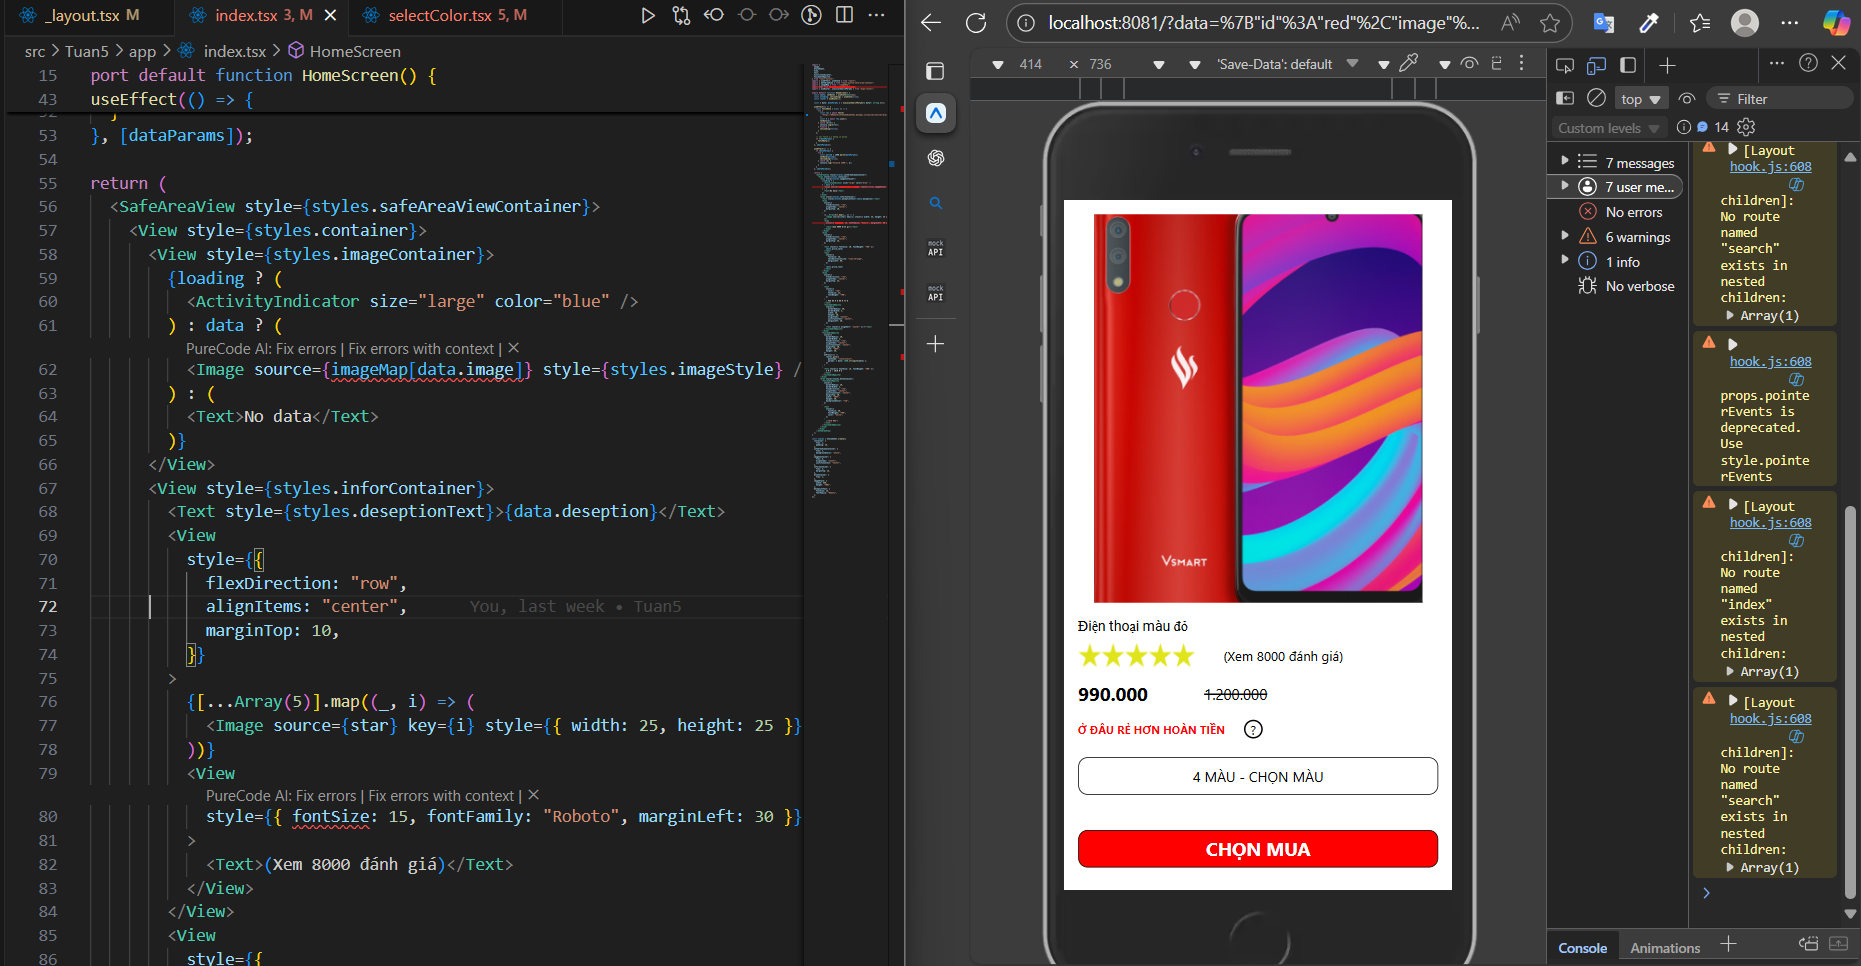 _layout.tsx M
index.tsx 3, M
selectColor.tsx 5, M
src > Tuan5 > app > index.tsx > HomeScreen
15 port default function HomeScreen() {
43 useEffect(() => {
53 }, [dataParams]);
54
55 return (
56 <SafeAreaView style={styles.safeAreaViewContainer}>
57 <View style={styles.container}>
58 <View style={styles.imageContainer}>
59 {loading ? (
60 <ActivityIndicator size="large" color="blue" />
61 ) : data ? (
PureCode AI: Fix errors | Fix errors with context | ×
62 <Image source={imageMap[data.image]} style={styles.imageStyle} /
63 ) : (
64 <Text>No data</Text>
65 )}
66 </View>
67 <View style={styles.inforContainer}>
68 <Text style={styles.deseptionText}>{data.deseption}</Text>
69 <View
70 style={{
71 flexDirection: "row",
72 alignItems: "center", You, last week • Tuan5
73 marginTop: 10,
74 }}
75 >
76 {[...Array(5)].map((_, i) => (
77 <Image source={star} key={i} style={{ width: 25, height: 25 }}
78 ))}
79 <View
PureCode AI: Fix errors | Fix errors with context | ×
80 style={{ fontSize: 15, fontFamily: "Roboto", marginLeft: 30 }}
81 >
82 <Text>(Xem 8000 đánh giá)</Text>
83 </View>
84 </View>
85 <View
86 style={{
localhost:8081/?data=%7B"id"%3A"red"%2C"image"%...
414 × 736 'Save-Data': default
mock
API
mock
API
VSMART
Điện thoại màu đỏ
(Xem 8000 đánh giá)
990.000 1.200.000
Ở ĐÂU RẺ HƠN HOÀN TIỀN ?
4 MÀU - CHỌN MÀU
CHỌN MUA
top Filter
Custom levels 14
7 messages
7 user me...
No errors
6 warnings
1 info
No verbose
[Layout
hook.js:608
children]:
No route
named
"search"
exists in
nested
children:
Array(1)
hook.js:608
props.pointe
rEvents is
deprecated.
Use
style.pointe
rEvents
[Layout
hook.js:608
children]:
No route
named
"index"
exists in
nested
children:
Array(1)
[Layout
hook.js:608
children]:
No route
named
"search"
exists in
nested
children:
Array(1)
Console Animations